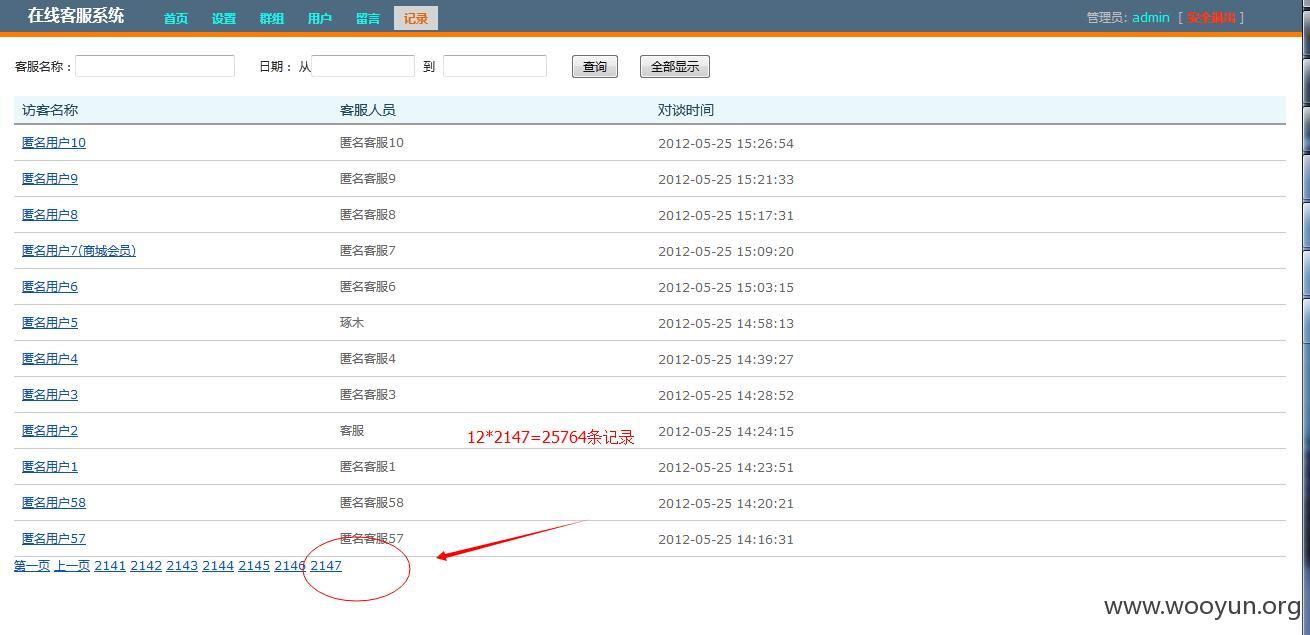 在线客服系统 首页 设置 群组 用户 留言 记录 管理员: admin [ 安全退出 ]
客服名称： 日期： 从 到 查询 全部显示
访客名称 客服人员 对谈时间
匿名用户10 匿名客服10 2012-05-25 15:26:54
匿名用户9 匿名客服9 2012-05-25 15:21:33
匿名用户8 匿名客服8 2012-05-25 15:17:31
匿名用户7(商城会员) 匿名客服7 2012-05-25 15:09:20
匿名用户6 匿名客服6 2012-05-25 15:03:15
匿名用户5 琢木 2012-05-25 14:58:13
匿名用户4 匿名客服4 2012-05-25 14:39:27
匿名用户3 匿名客服3 2012-05-25 14:28:52
匿名用户2 客服 2012-05-25 14:24:15
12*2147=25764条记录
匿名用户1 匿名客服1 2012-05-25 14:23:51
匿名用户58 匿名客服58 2012-05-25 14:20:21
匿名用户57 匿名客服57 2012-05-25 14:16:31
第一页 上一页 2141 2142 2143 2144 2145 2146 2147
www.wooyun.org